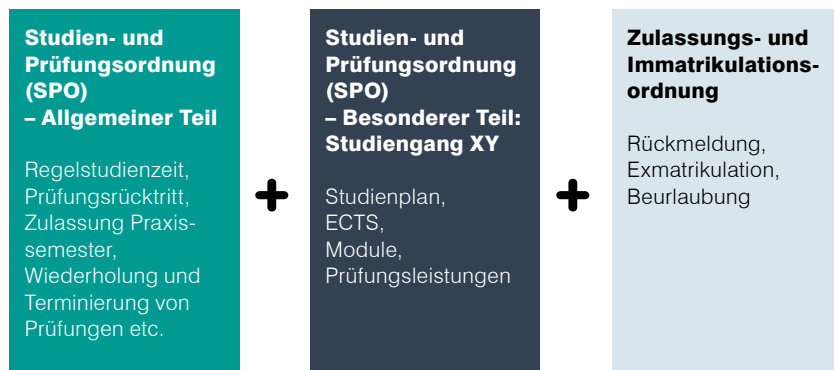 Studien- und
Prüfungsordnung
(SPO)
– Allgemeiner Teil
Regelstudienzeit,
Prüfungsrücktritt,
Zulassung Praxis-
semester,
Wiederholung und
Terminierung von
Prüfungen etc.
+
Studien- und
Prüfungsordnung
(SPO)
– Besonderer Teil:
Studiengang XY
Studienplan,
ECTS,
Module,
Prüfungsleistungen
+
Zulassungs- und
Immatrikulations-
ordnung
Rückmeldung,
Exmatrikulation,
Beurlaubung